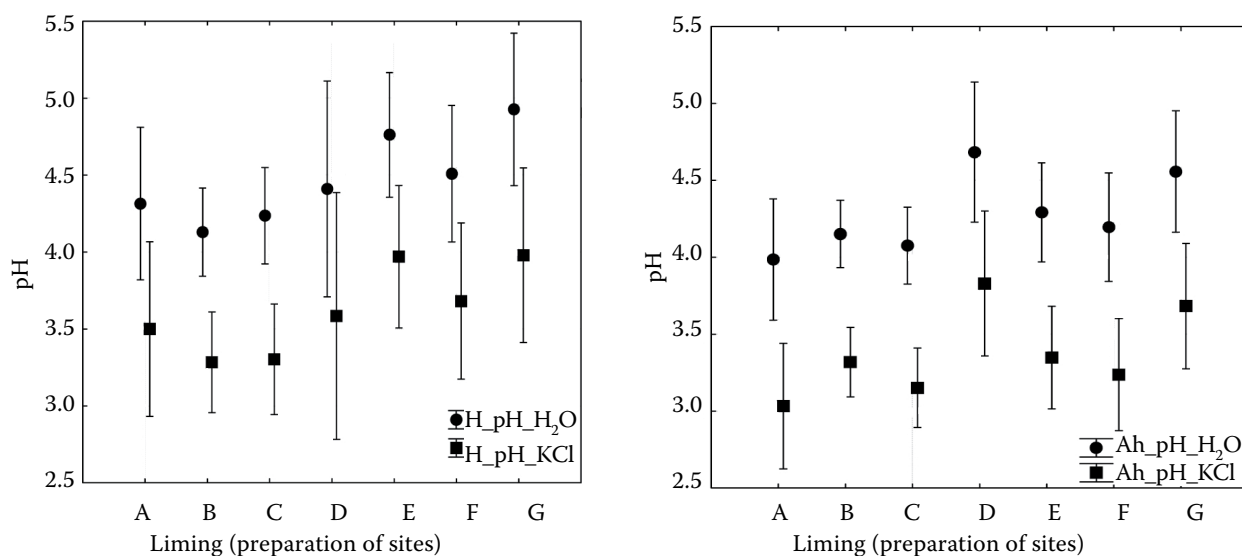 5.5
5.0
4.5
4.0
3.5
3.0
2.5
pH
H_pH_H₂O
H_pH_KCl
A B C D E F G
Liming (preparation of sites)
5.5
5.0
4.5
4.0
3.5
3.0
2.5
pH
Ah_pH_H₂O
Ah_pH_KCl
A B C D E F G
Liming (preparation of sites)